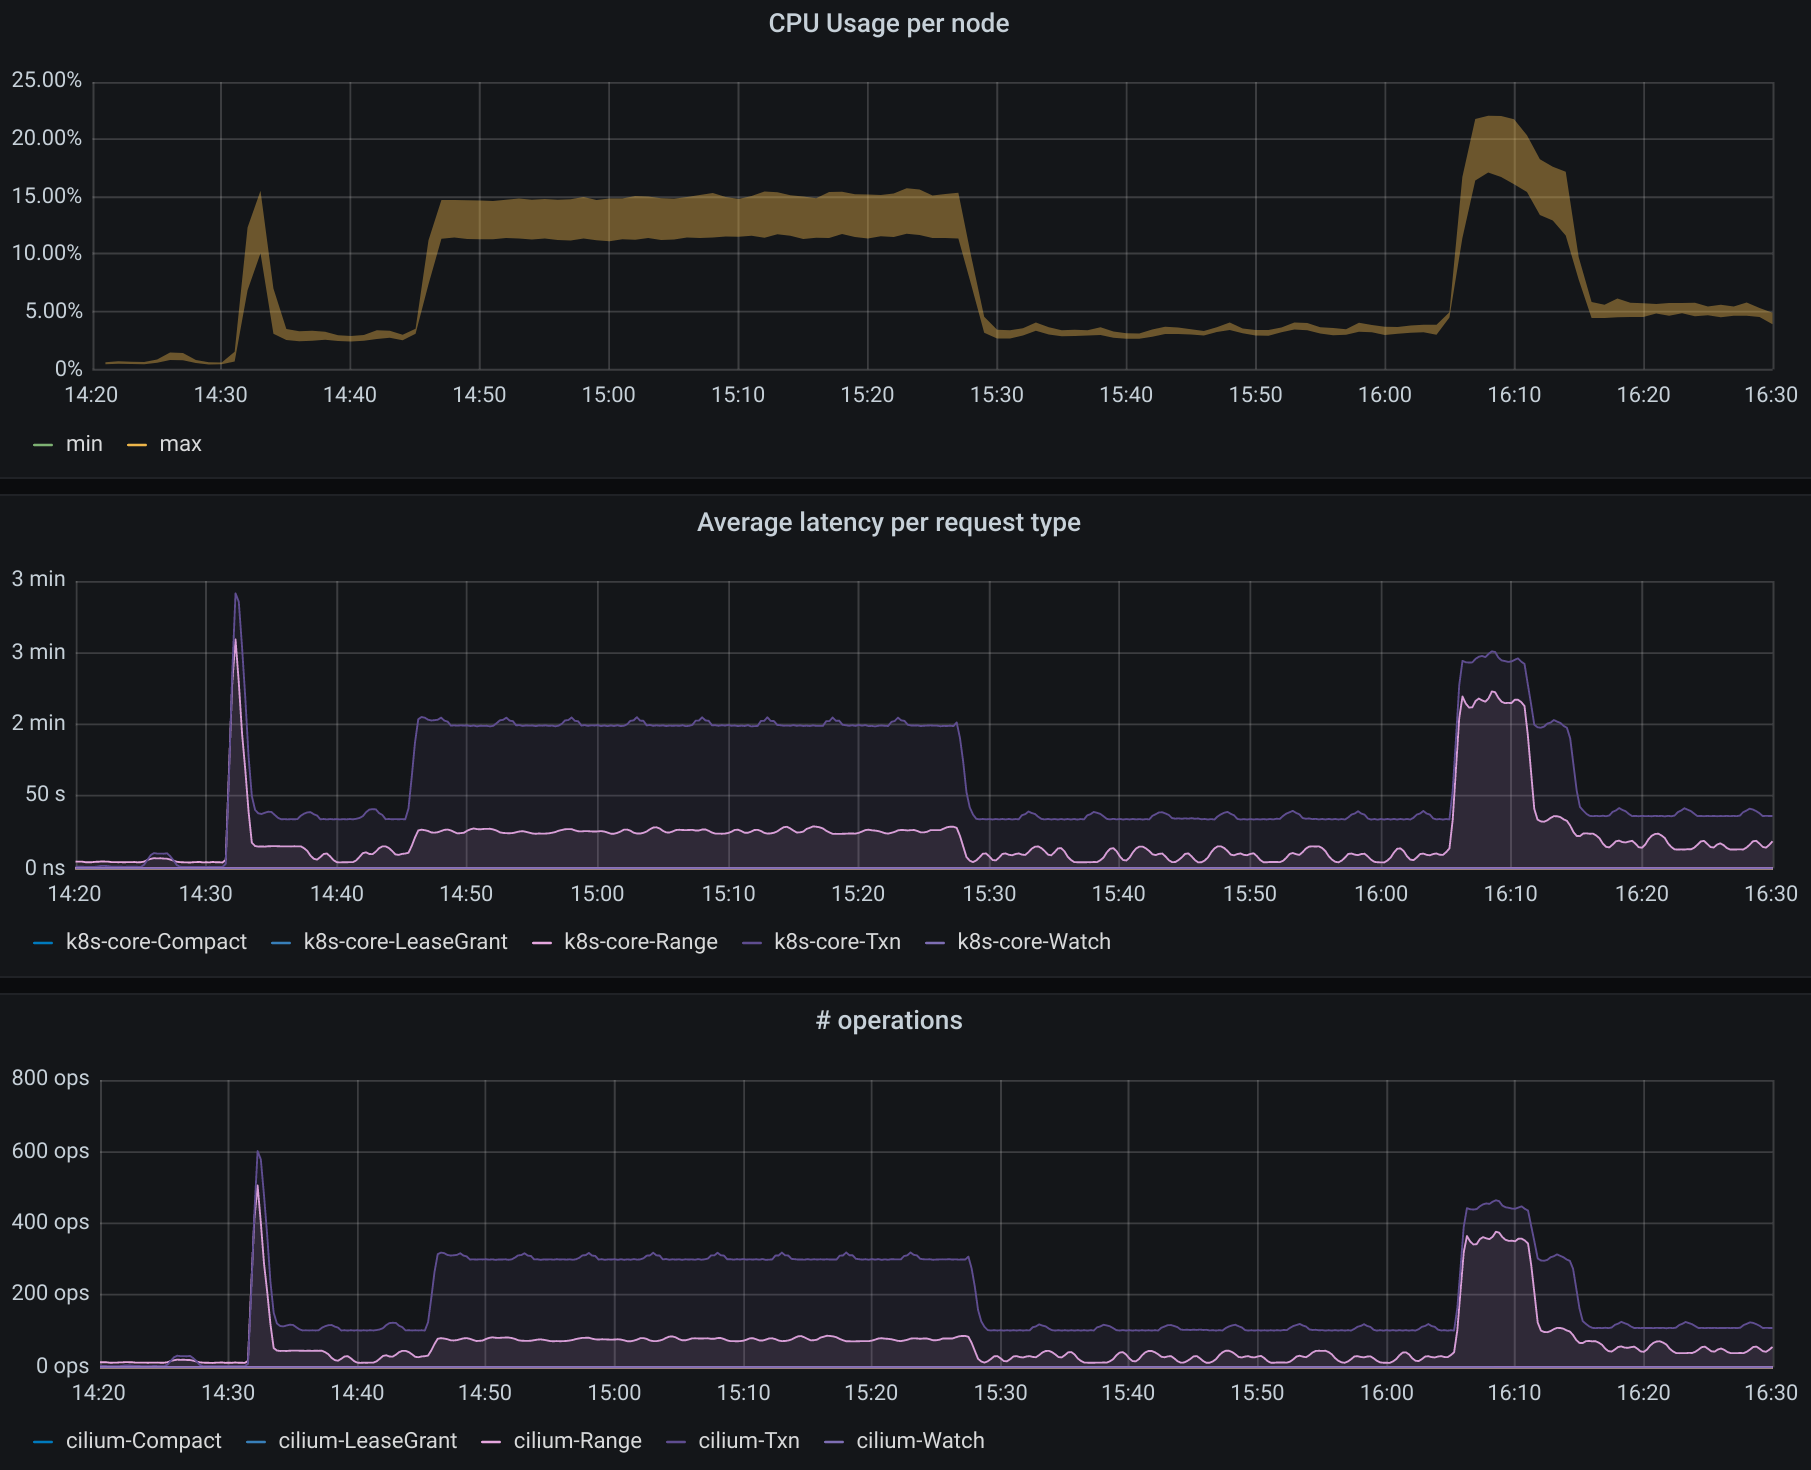 CPU Usage per node
25.00%
20.00%
15.00%
10.00%
5.00%
0%
14:20 14:30 14:40 14:50 15:00 15:10 15:20 15:30 15:40 15:50 16:00 16:10 16:20 16:30
min max
Average latency per request type
3 min
3 min
2 min
50 s
0 ns
14:20 14:30 14:40 14:50 15:00 15:10 15:20 15:30 15:40 15:50 16:00 16:10 16:20 16:30
k8s-core-Compact k8s-core-LeaseGrant k8s-core-Range k8s-core-Txn k8s-core-Watch
# operations
800 ops
600 ops
400 ops
200 ops
0 ops
14:20 14:30 14:40 14:50 15:00 15:10 15:20 15:30 15:40 15:50 16:00 16:10 16:20 16:30
cilium-Compact cilium-LeaseGrant cilium-Range cilium-Txn cilium-Watch